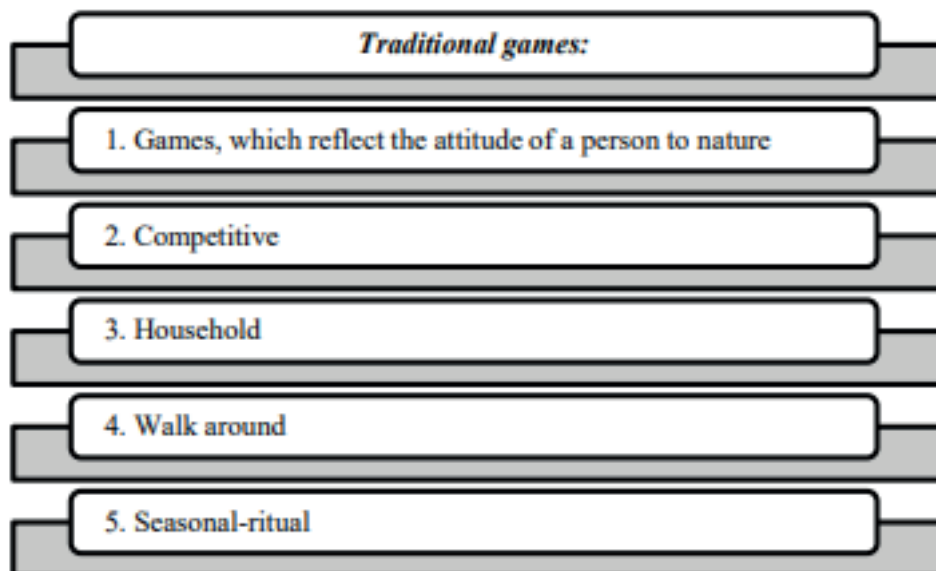 Traditional games:
1. Games, which reflect the attitude of a person to nature
2. Competitive
3. Household
4. Walk around
5. Seasonal-ritual